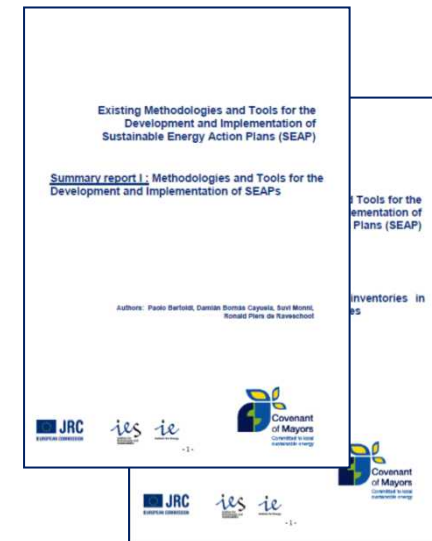 Existing Methodologies and Tools for the
Development and Implementation of
Sustainable Energy Action Plans (SEAP)
Summary report I : Methodologies and Tools for the
Development and Implementation of SEAPs
Authors: Paolo Bertoldi, Damián Bornás Cayuela, Suvi Monni,
Ronald Piers de Raveschoot
JRC
EUROPEAN COMMISSION
ies
ie
Covenant
of Mayors
Committed to local
sustainable energy
- 1 -
Tools for the
ementation of
Plans (SEAP)
inventories in
es
JRC
EUROPEAN COMMISSION
ies
ie
Covenant
of Mayors
Committed to local
sustainable energy
- 1 -